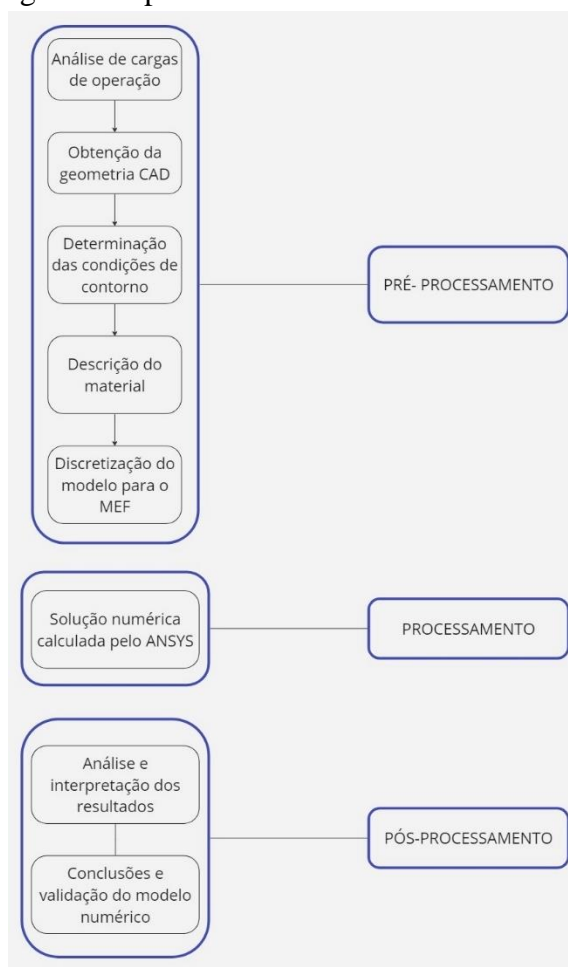 Análise de cargas
de operação
Obtenção da
geometria CAD
Determinação
das condições de
contorno
PRÉ- PROCESSAMENTO
Descrição do
material
Discretização do
modelo para o
MEF
Solução numérica
calculada pelo ANSYS
PROCESSAMENTO
Análise e
interpretação dos
resultados
PÓS-PROCESSAMENTO
Conclusões e
validação do modelo
numérico